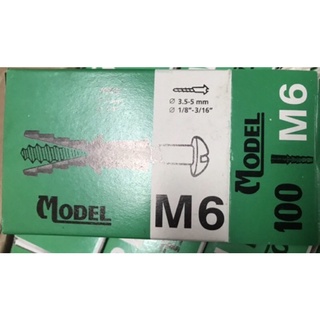 Ø 3.5-5 mm
Ø 1/8"-3/16"
MODEL
M6
MODEL
100
M6